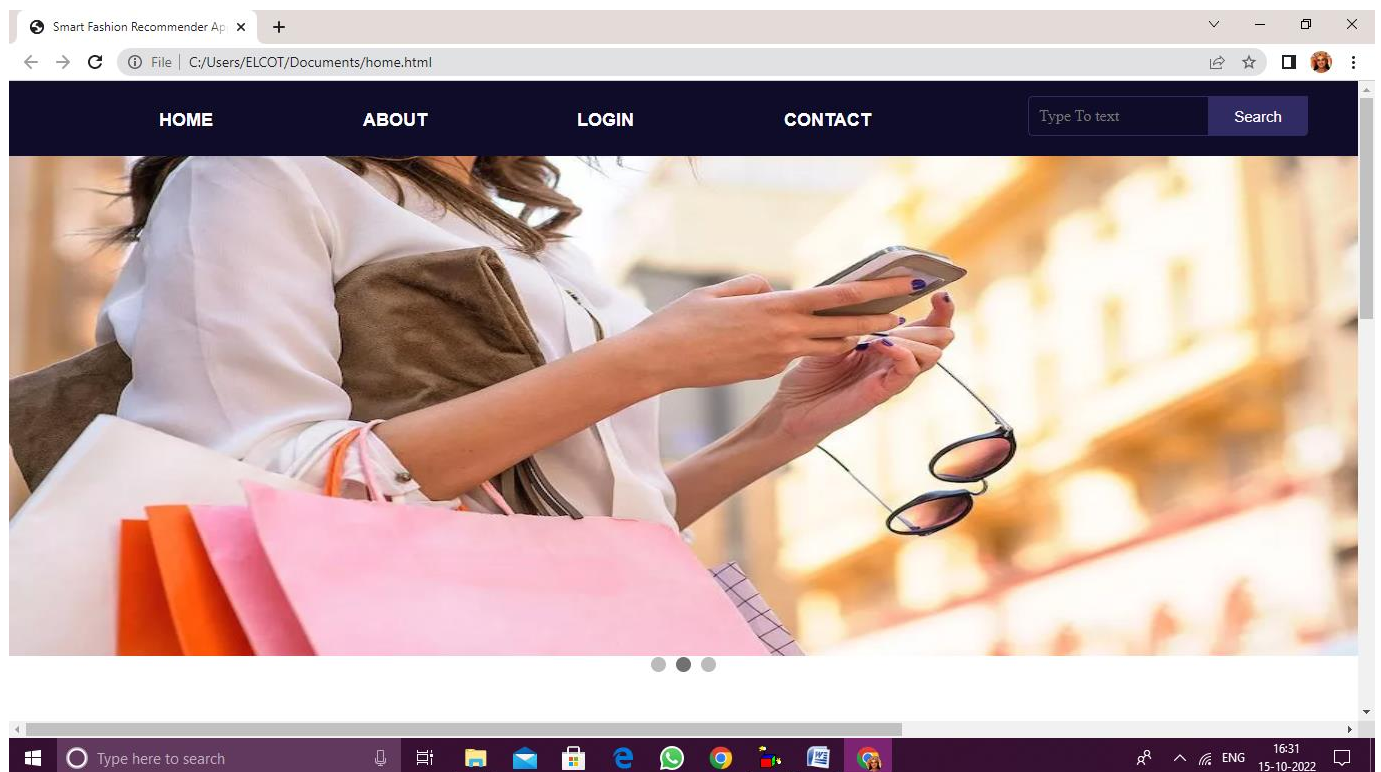 Smart Fashion Recommender Ap
File C:/Users/ELCOT/Documents/home.html
HOME ABOUT LOGIN CONTACT Type To text Search
Type here to search ENG 16:31
15-10-2022